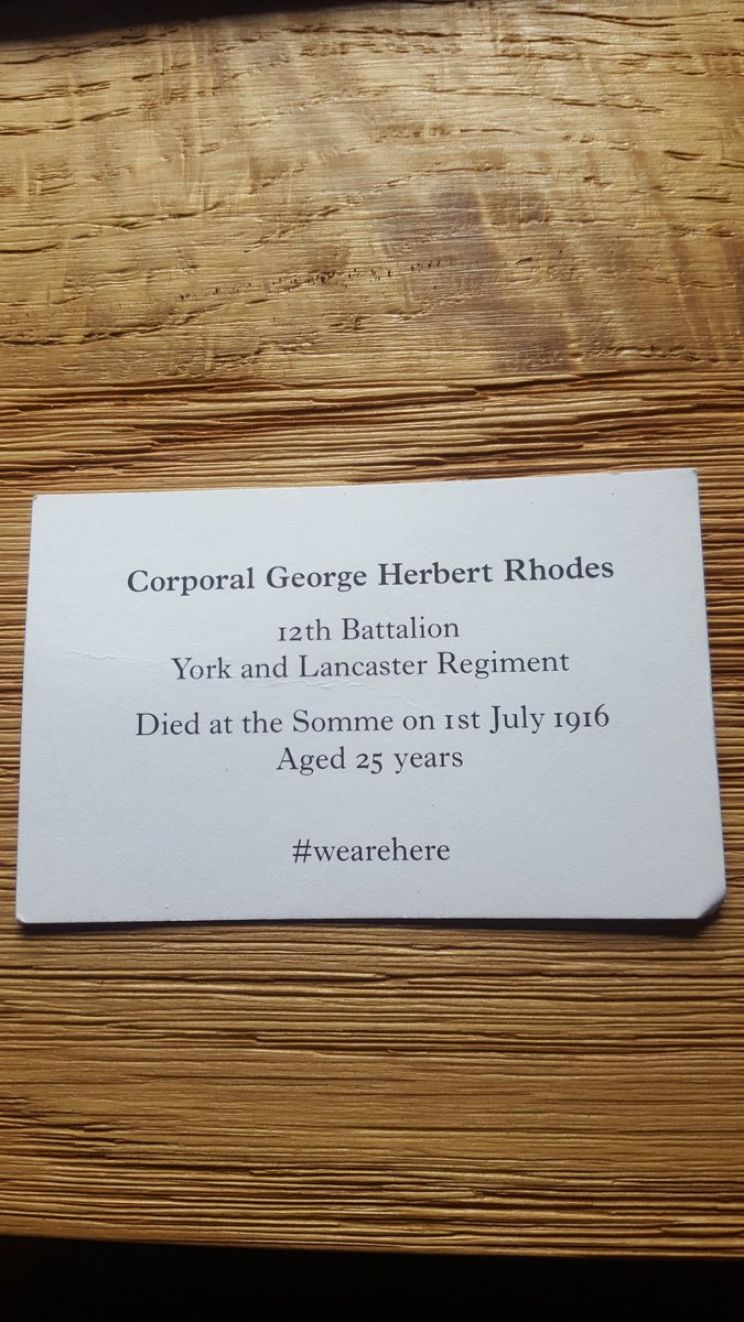 Corporal George Herbert Rhodes
12th Battalion
York and Lancaster Regiment
Died at the Somme on 1st July 1916
Aged 25 years
#wearehere